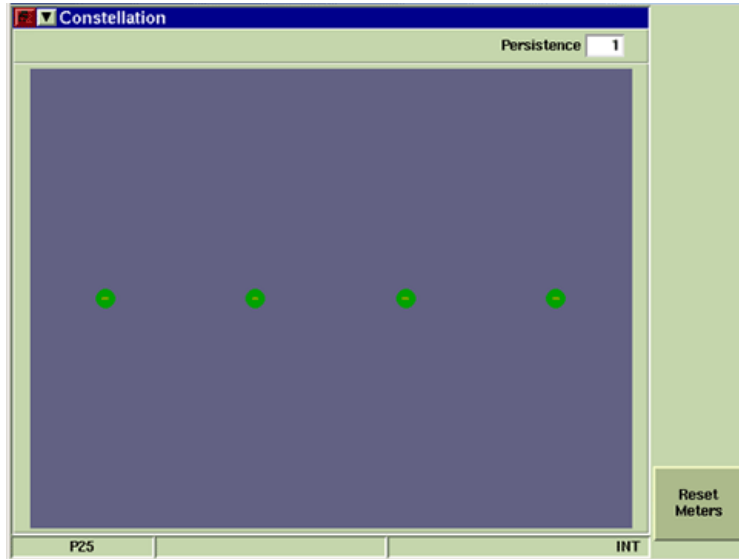 Constellation
Persistence 1
Reset
Meters
P25 INT